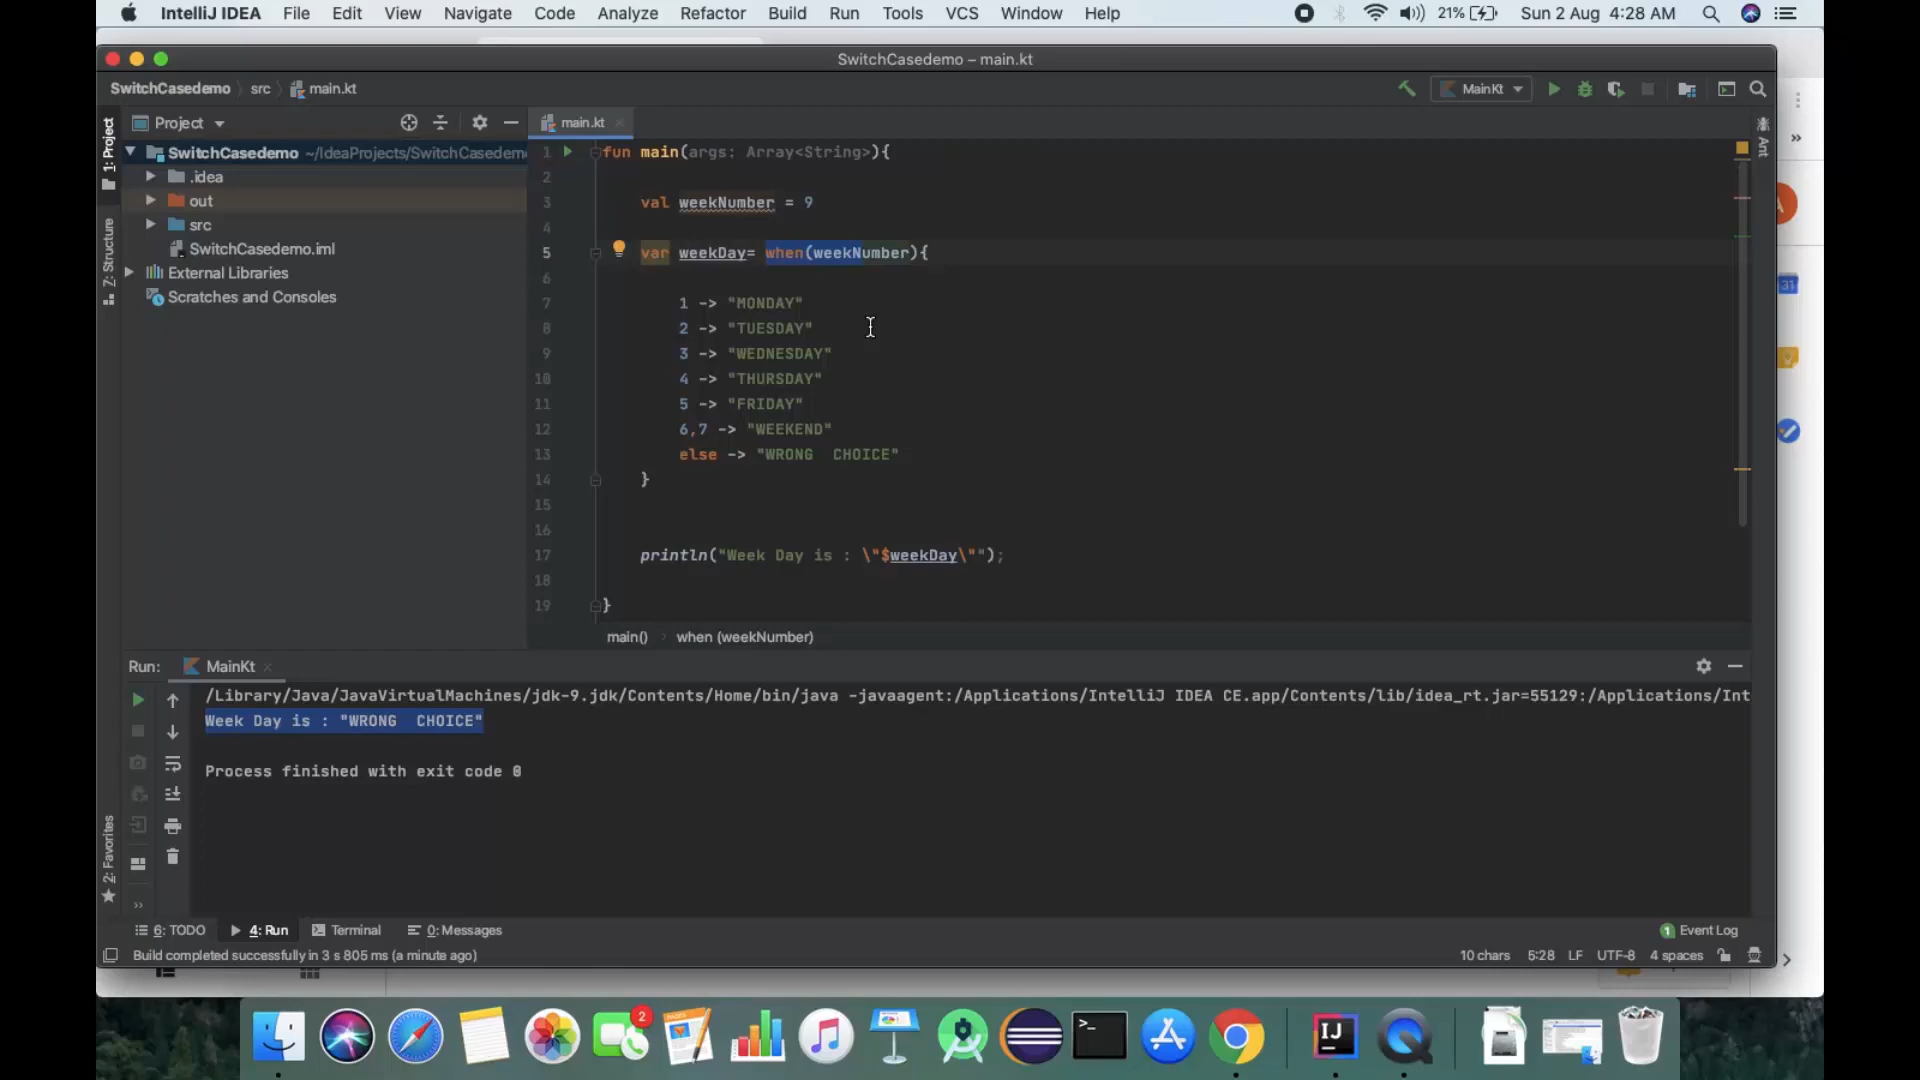 IntelliJ IDEA File Edit View Navigate Code Analyze Refactor Build Run Tools VCS Window Help 21% Sun 2 Aug 4:28 AM
SwitchCasedemo – main.kt
SwitchCasedemo src main.kt MainKt
1: Project
Project main.kt
Ant
SwitchCasedemo ~/IdeaProjects/SwitchCasedem
.idea
out
src
SwitchCasedemo.iml
External Libraries
Scratches and Consoles
Z: Structure
1 fun main(args: Array<String>){
2
3 val weekNumber = 9
4
5 var weekDay= when(weekNumber){
6
7 1 -> "MONDAY"
8 2 -> "TUESDAY"
9 3 -> "WEDNESDAY"
10 4 -> "THURSDAY"
11 5 -> "FRIDAY"
12 6,7 -> "WEEKEND"
13 else -> "WRONG  CHOICE"
14 }
15
16
17 println("Week Day is : \"$weekDay\"");
18
19 }
main() when (weekNumber)
31
Run: MainKt
/Library/Java/JavaVirtualMachines/jdk-9.jdk/Contents/Home/bin/java -javaagent:/Applications/IntelliJ IDEA CE.app/Contents/lib/idea_rt.jar=55129:/Applications/Int
Week Day is : "WRONG  CHOICE"
Process finished with exit code 0
2: Favorites
6: TODO 4: Run Terminal 0: Messages 1 Event Log
Build completed successfully in 3 s 805 ms (a minute ago) 10 chars 5:28 LF UTF-8 4 spaces
2
>_
IJ